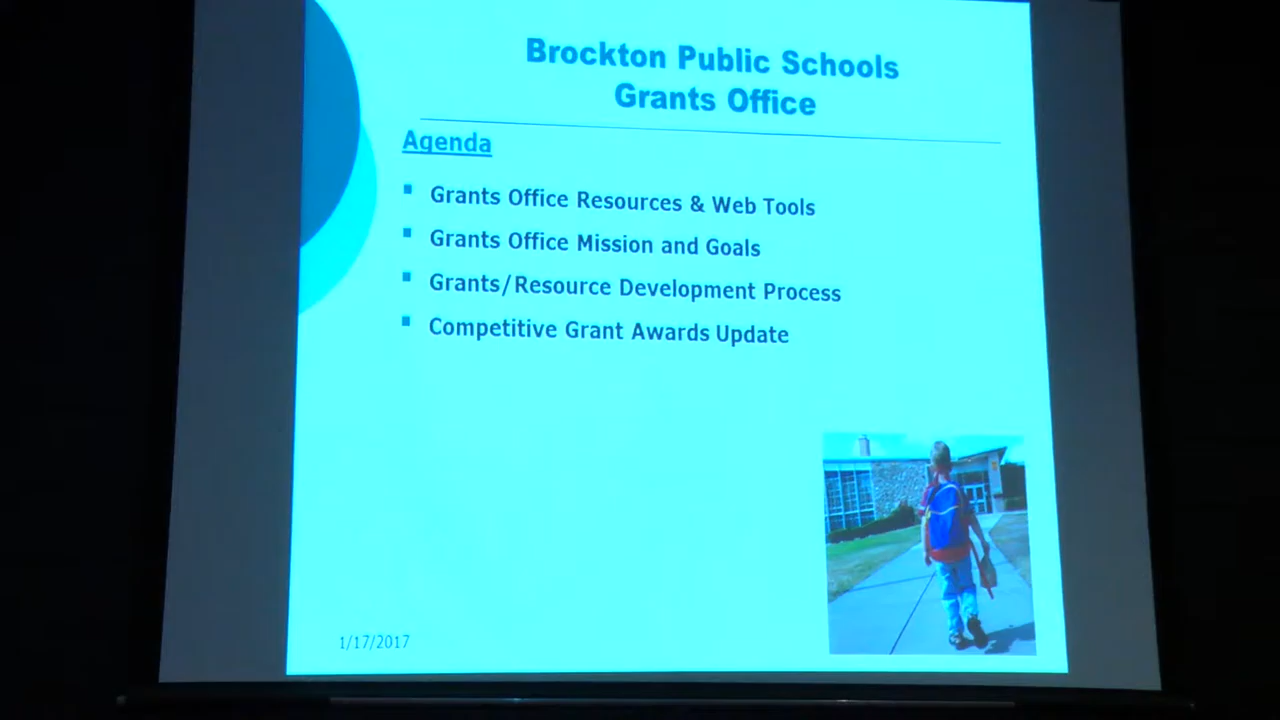 Brockton Public Schools
Grants Office
Agenda
Grants Office Resources & Web Tools
Grants Office Mission and Goals
Grants/Resource Development Process
Competitive Grant Awards Update
1/17/2017